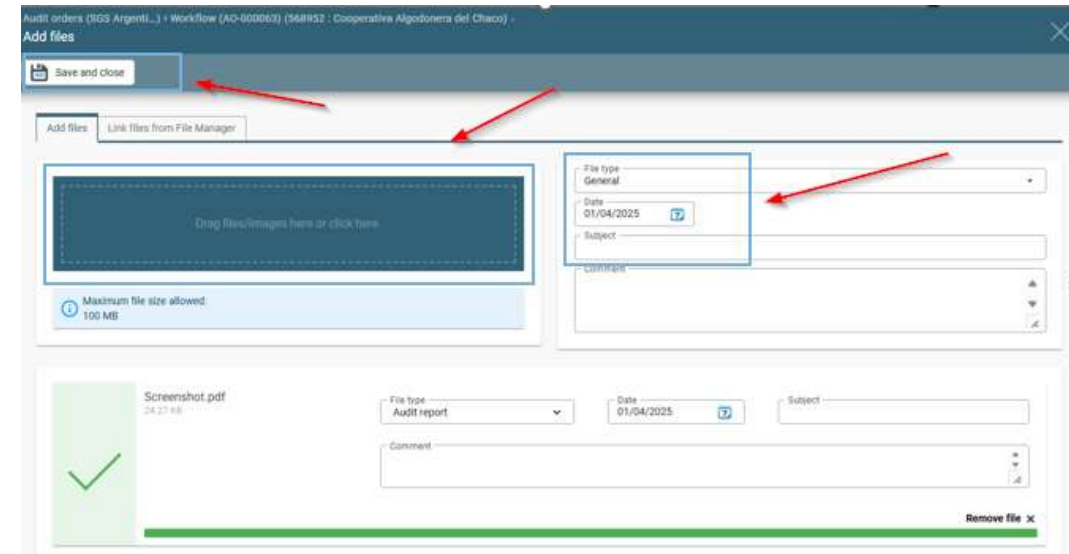 Audit orders (SGS Argenti...) › Workflow (AO-000063) (568952 : Cooperativa Algodonera del Chaco) ›
Add files
Save and close
Add files
Link files from File Manager
Drag files/images here or click here
Maximum file size allowed:
100 MB
File type
General
Date
01/04/2025
Subject
Comment
Screenshot.pdf
24.27 KB
File type
Audit report
Date
01/04/2025
Subject
Comment
Remove file ×